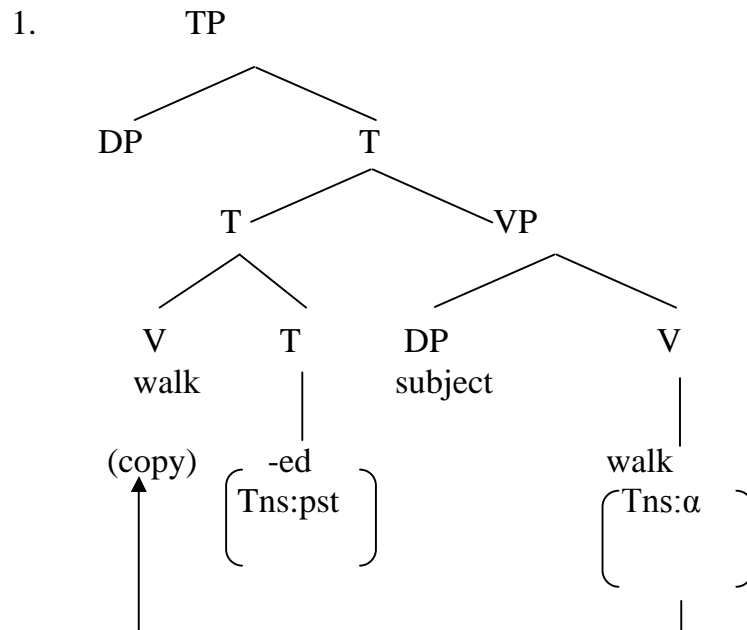 1. TP
DP T
T VP
V T DP V
walk subject
(copy) -ed walk
Tns:pst Tns:α